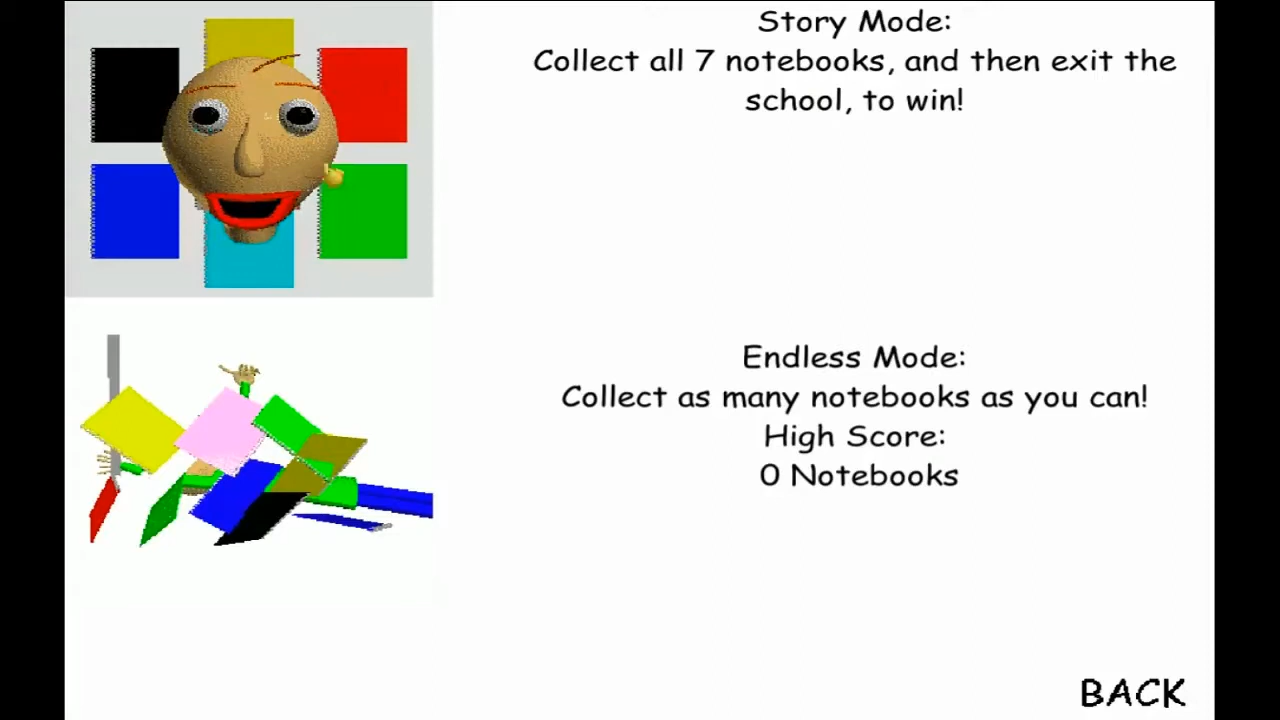 Story Mode:
Collect all 7 notebooks, and then exit the
school, to win!
Endless Mode:
Collect as many notebooks as you can!
High Score:
0 Notebooks
BACK